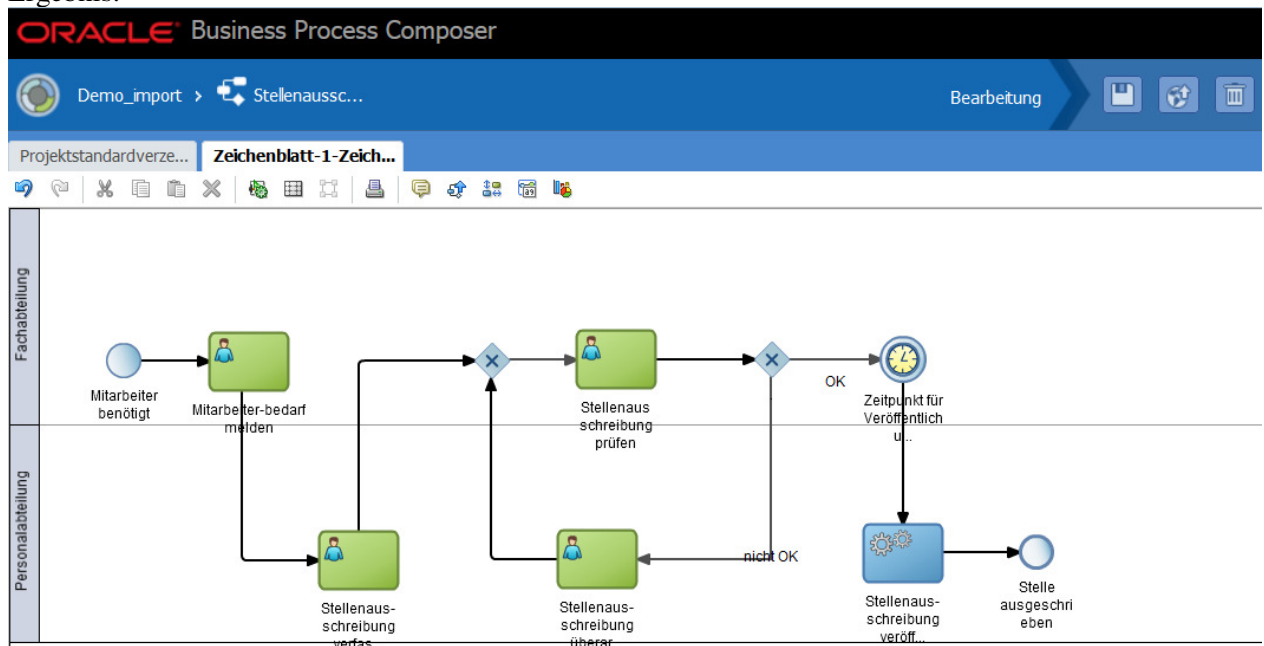 Ergebnis:
ORACLE Business Process Composer
Demo_import > Stellenaussc...
Bearbeitung
Projektstandardverze...
Zeichenblatt-1-Zeich...
Fachabteilung
Mitarbeiter
benötigt
Mitarbeiter-bedarf
melden
Stellenaus
schreibung
prüfen
OK
Zeitpunkt für
Veröffentlich
u...
Personalabteilung
Stellenaus-
schreibung
verfas...
Stellenaus-
schreibung
überar...
nicht OK
Stellenaus-
schreibung
veröff...
Stelle
ausgeschri
eben